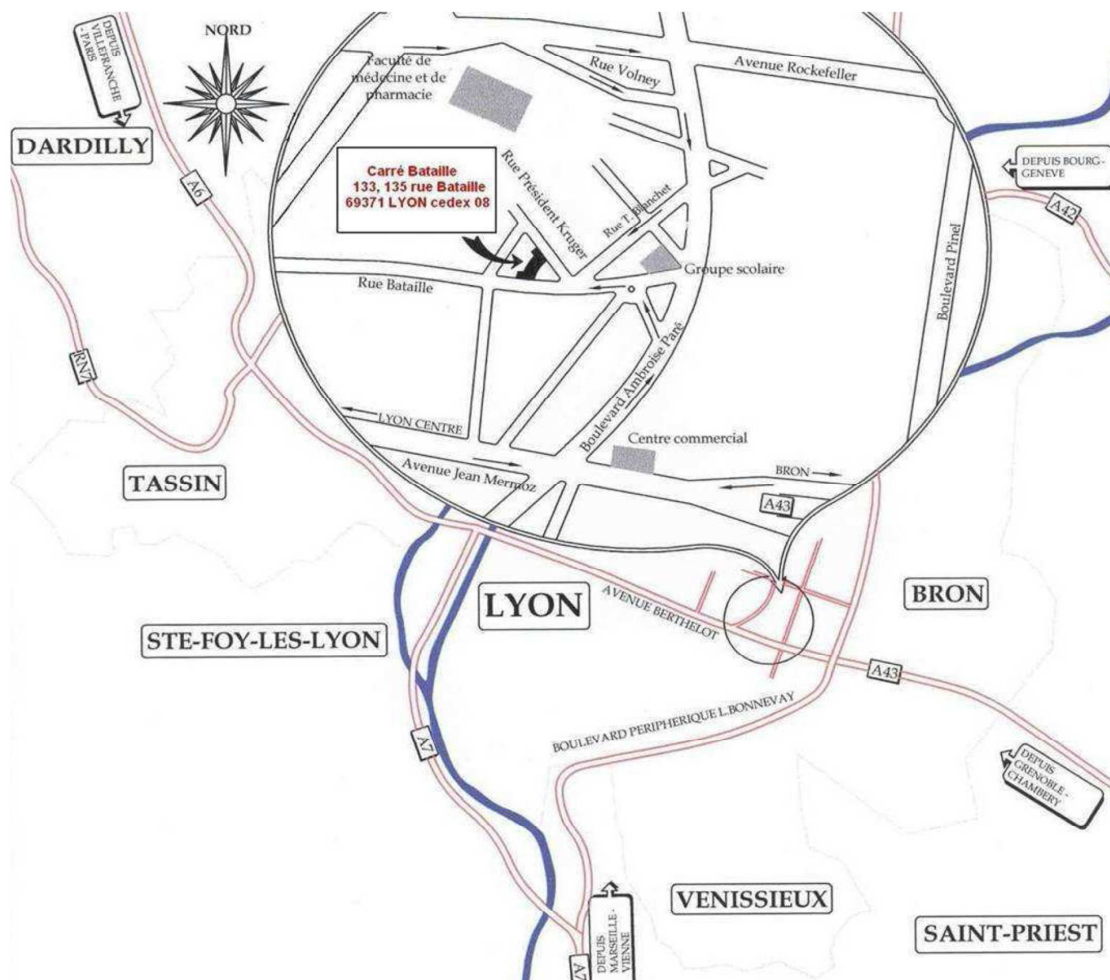 NORD
DEPUIS
VILLEFRANCHE
- PARIS
DARDILLY
A6
Faculté de
médecine et de
pharmacie
Rue Volney
Avenue Rockefeller
DEPUIS BOURG-
GENEVE
A42
Carré Bataille
133, 135 rue Bataille
69371 LYON cedex 08
Rue Président Kruger
Rue T. Blanchet
Groupe scolaire
Boulevard Pinel
Rue Bataille
RN7
Boulevard Ambroise Paré
LYON CENTRE
Centre commercial
Avenue Jean Mermoz
BRON
A43
TASSIN
LYON
BRON
AVENUE BERTHELOT
STE-FOY-LES-LYON
A43
BOULEVARD PERIPHERIQUE L.BONNEVAY
A7
DEPUIS
GRENOBLE -
CHAMBERY
VENISSIEUX
SAINT-PRIEST
DEPUIS
MARSEILLE -
VIENNE
A7